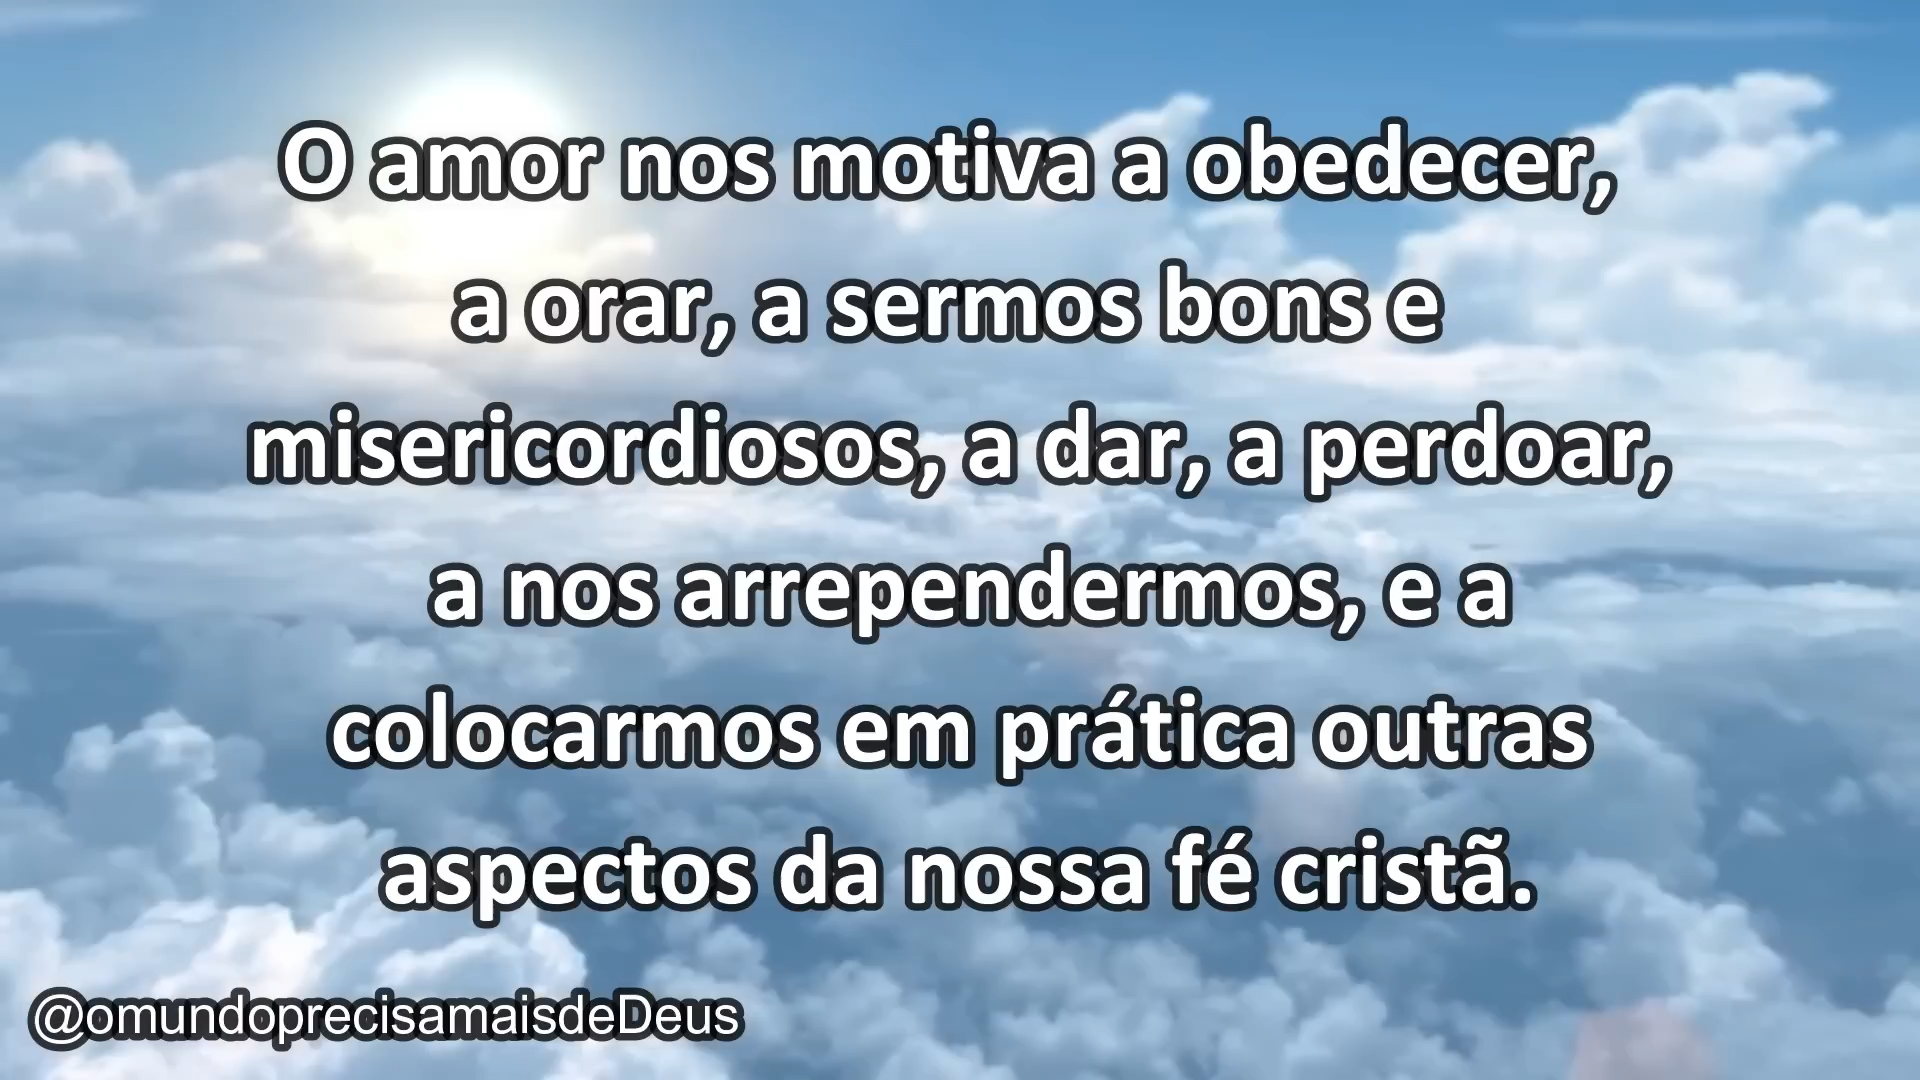 O amor nos motiva a obedecer,
a orar, a sermos bons e
misericordiosos, a dar, a perdoar,
a nos arrependermos, e a
colocarmos em prática outras
aspectos da nossa fé cristã.
@omundoprecisamaisdeDeus